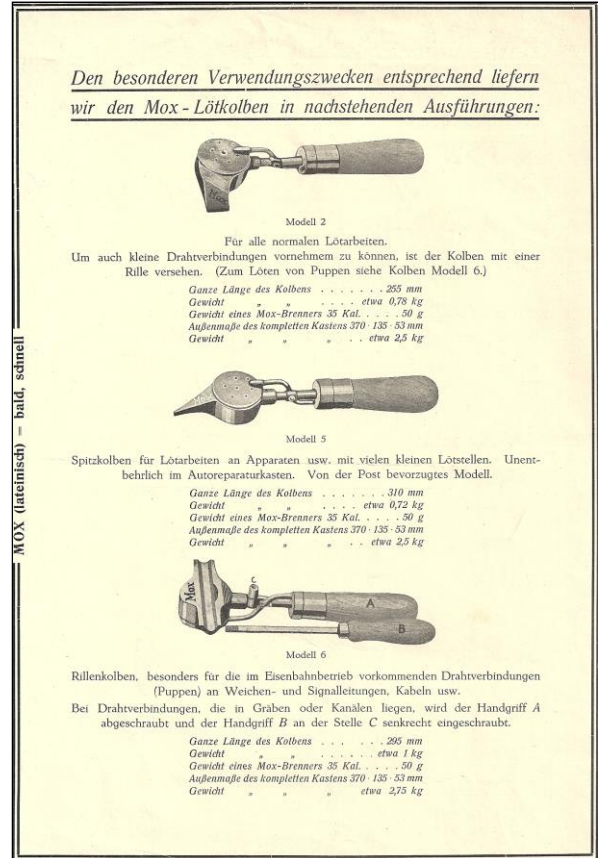 Den besonderen Verwendungszwecken entsprechend liefern
wir den Mox-Lötkolben in nachstehenden Ausführungen:
Mox
Modell 2
Für alle normalen Lötarbeiten.
Um auch kleine Drahtverbindungen vornehmem zu können, ist der Kolben mit einer
Rille versehen. (Zum Löten von Puppen siehe Kolben Modell 6.)
Ganze Länge des Kolbens . . . . . . . 255 mm
Gewicht „ „ . . . . etwa 0,78 kg
Gewicht eines Mox-Brenners 35 Kal. . . . . 50 g
Außenmaße des kompletten Kastens 370 · 135 · 53 mm
Gewicht „ „ „ . . etwa 2,5 kg
MOX (lateinisch) = bald, schnell
Mox
Modell 5
Spitzkolben für Lötarbeiten an Apparaten usw. mit vielen kleinen Lötstellen. Unent-
behrlich im Autoreparaturkasten. Von der Post bevorzugtes Modell.
Ganze Länge des Kolbens . . . . . . . 310 mm
Gewicht „ „ . . . . etwa 0,72 kg
Gewicht eines Mox-Brenners 35 Kal. . . . . 50 g
Außenmaße des kompletten Kastens 370 · 135 · 53 mm
Gewicht „ „ „ . . etwa 2,5 kg
Mox
C
A
B
Modell 6
Rillenkolben, besonders für die im Eisenbahnbetrieb vorkommenden Drahtverbindungen
(Puppen) an Weichen- und Signalleitungen, Kabeln usw.
Bei Drahtverbindungen, die in Gräben oder Kanälen liegen, wird der Handgriff A
abgeschraubt und der Handgriff B an der Stelle C senkrecht eingeschraubt.
Ganze Länge des Kolbens . . . . . . . 295 mm
Gewicht „ „ . . . . . . etwa 1 kg
Gewicht eines Mox-Brenners 35 Kal. . . . . 50 g
Außenmaße des kompletten Kastens 370 · 135 · 53 mm
Gewicht „ „ „ etwa 2,75 kg